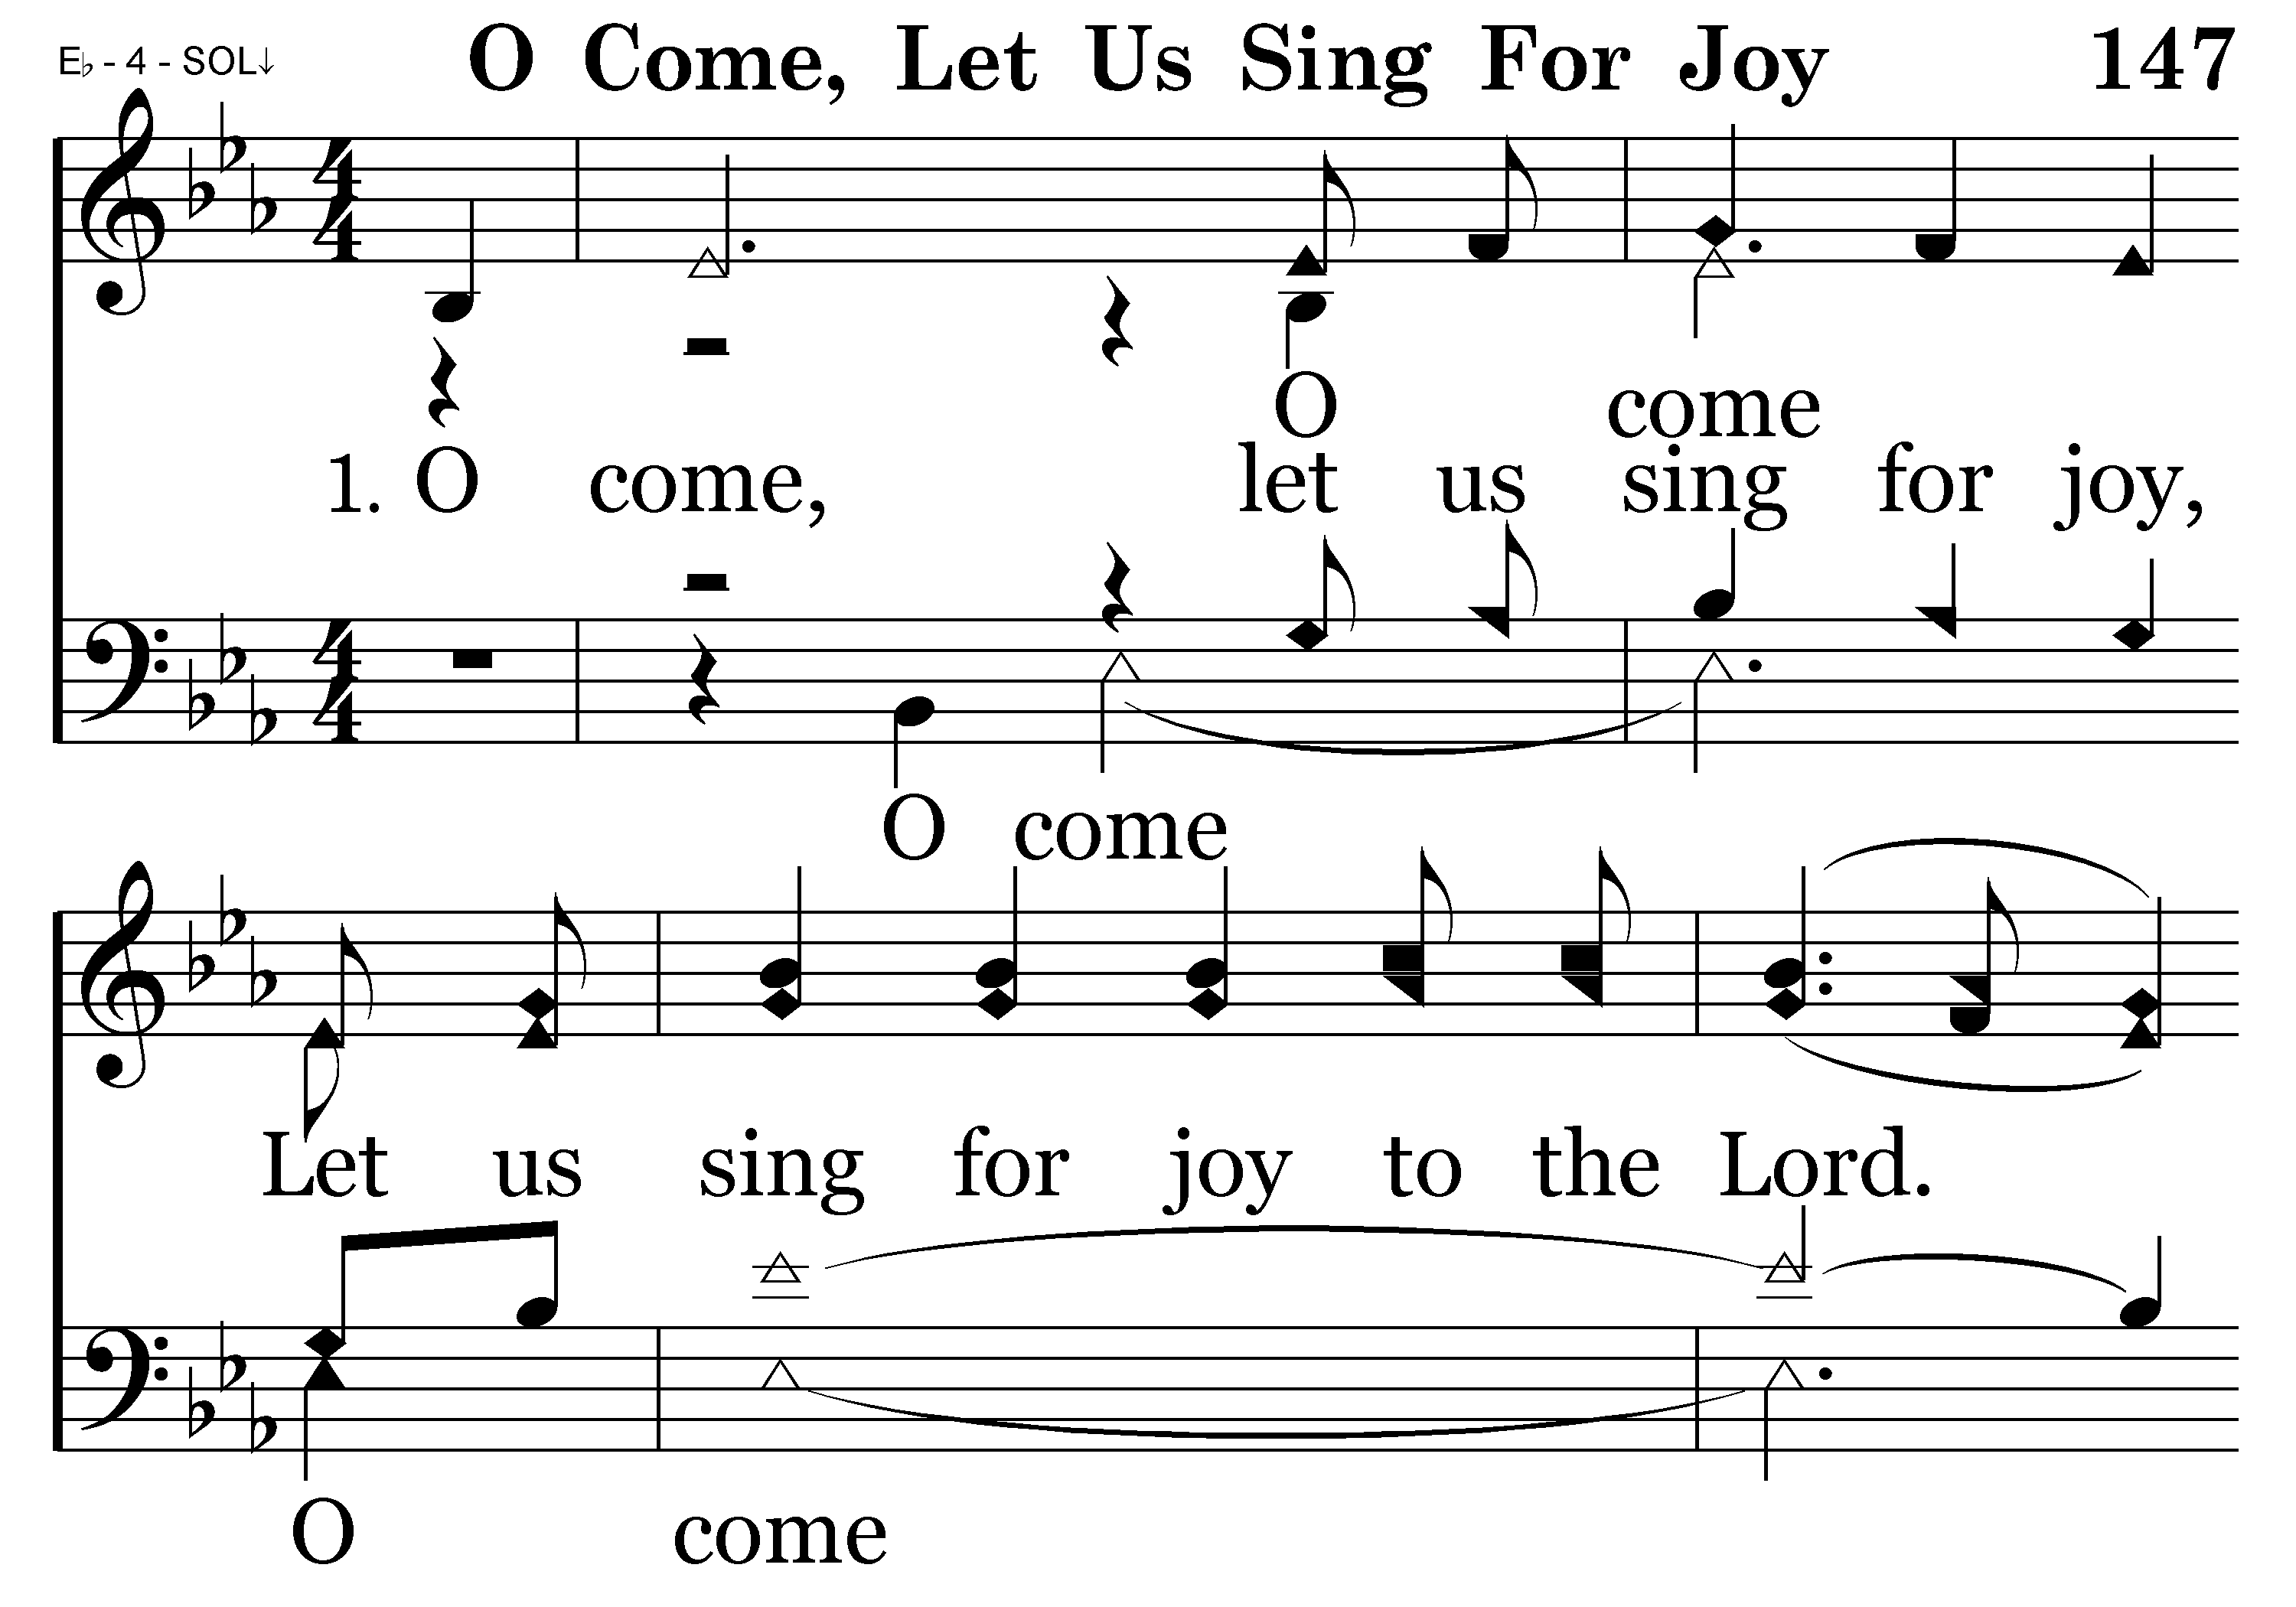 E♭ - 4 - SOL↓
O Come, Let Us Sing For Joy 147
O come
1. O come, let us sing for joy,
O come
Let us sing for joy to the Lord.
O come